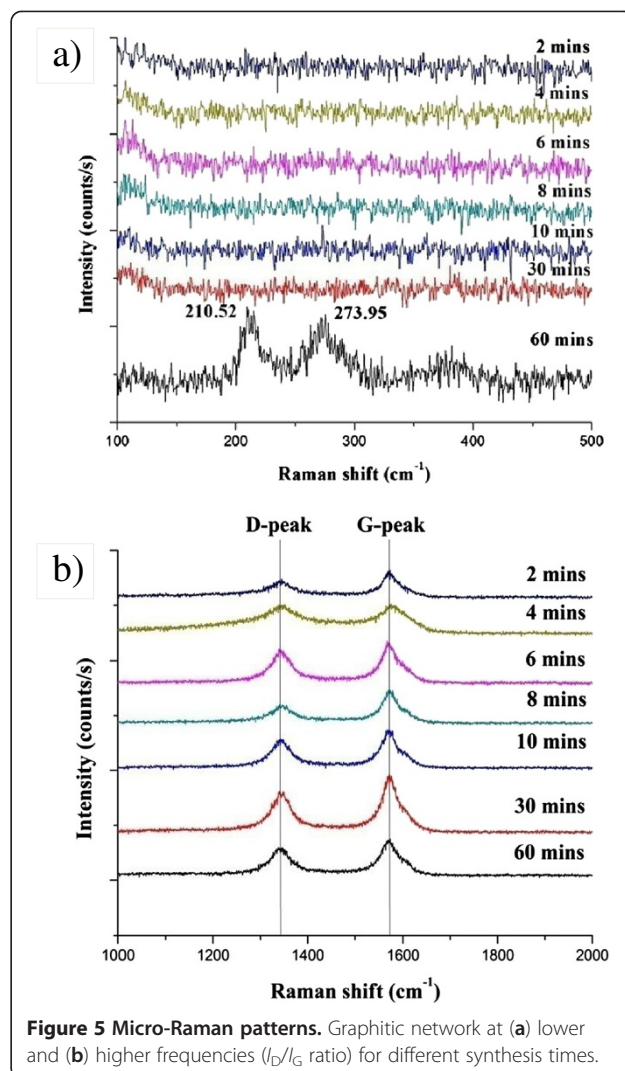 a)
2 mins
4 mins
6 mins
8 mins
10 mins
30 mins
210.52
273.95
60 mins
Intensity (counts/s)
100
200
300
400
500
Raman shift (cm⁻¹)
D-peak
G-peak
b)
2 mins
4 mins
6 mins
8 mins
10 mins
30 mins
60 mins
Intensity (counts/s)
1000
1200
1400
1600
1800
2000
Raman shift (cm⁻¹)
Figure 5 Micro-Raman patterns. Graphitic network at (a) lower
and (b) higher frequencies (I_D/I_G ratio) for different synthesis times.